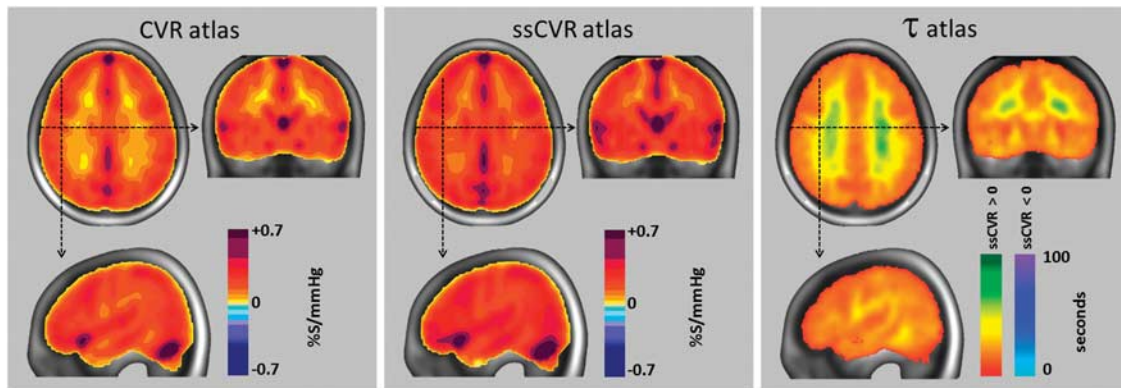 CVR atlas
+0.7
0
-0.7
%S/mmHg
ssCVR atlas
+0.7
0
-0.7
%S/mmHg
τ atlas
ssCVR > 0
ssCVR < 0
100
0
seconds